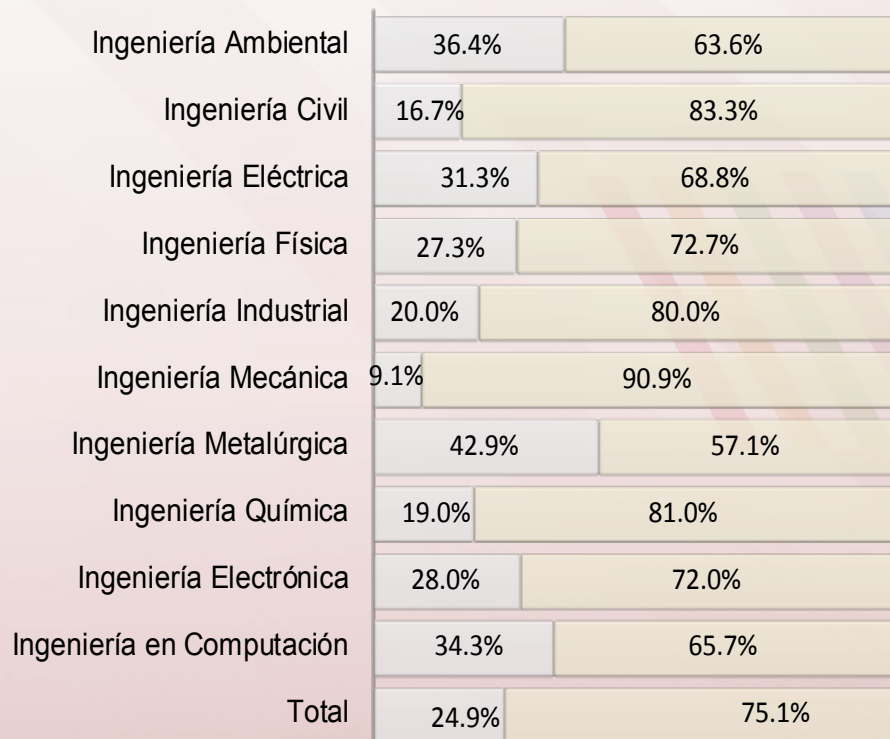 Ingeniería Ambiental 36.4% 63.6%
Ingeniería Civil 16.7% 83.3%
Ingeniería Eléctrica 31.3% 68.8%
Ingeniería Física 27.3% 72.7%
Ingeniería Industrial 20.0% 80.0%
Ingeniería Mecánica 9.1% 90.9%
Ingeniería Metalúrgica 42.9% 57.1%
Ingeniería Química 19.0% 81.0%
Ingeniería Electrónica 28.0% 72.0%
Ingeniería en Computación 34.3% 65.7%
Total 24.9% 75.1%